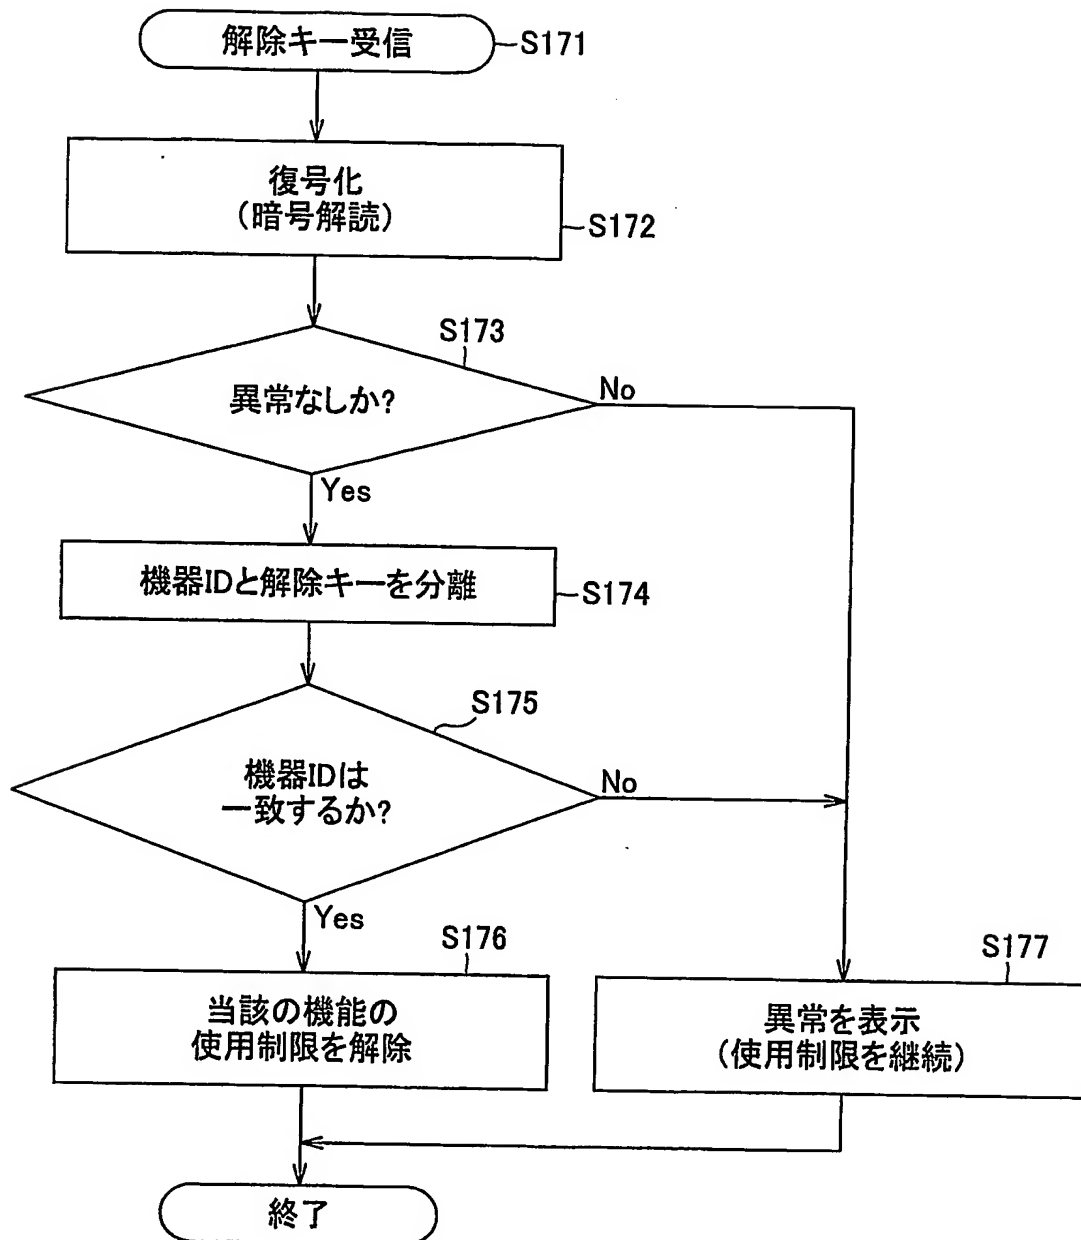 解除キー受信
S171
復号化
(暗号解読)
S172
S173
異常なしか?
No
Yes
機器IDと解除キーを分離
S174
S175
機器IDは
一致するか?
No
Yes
S176
当該の機能の
使用制限を解除
S177
異常を表示
(使用制限を継続)
終了